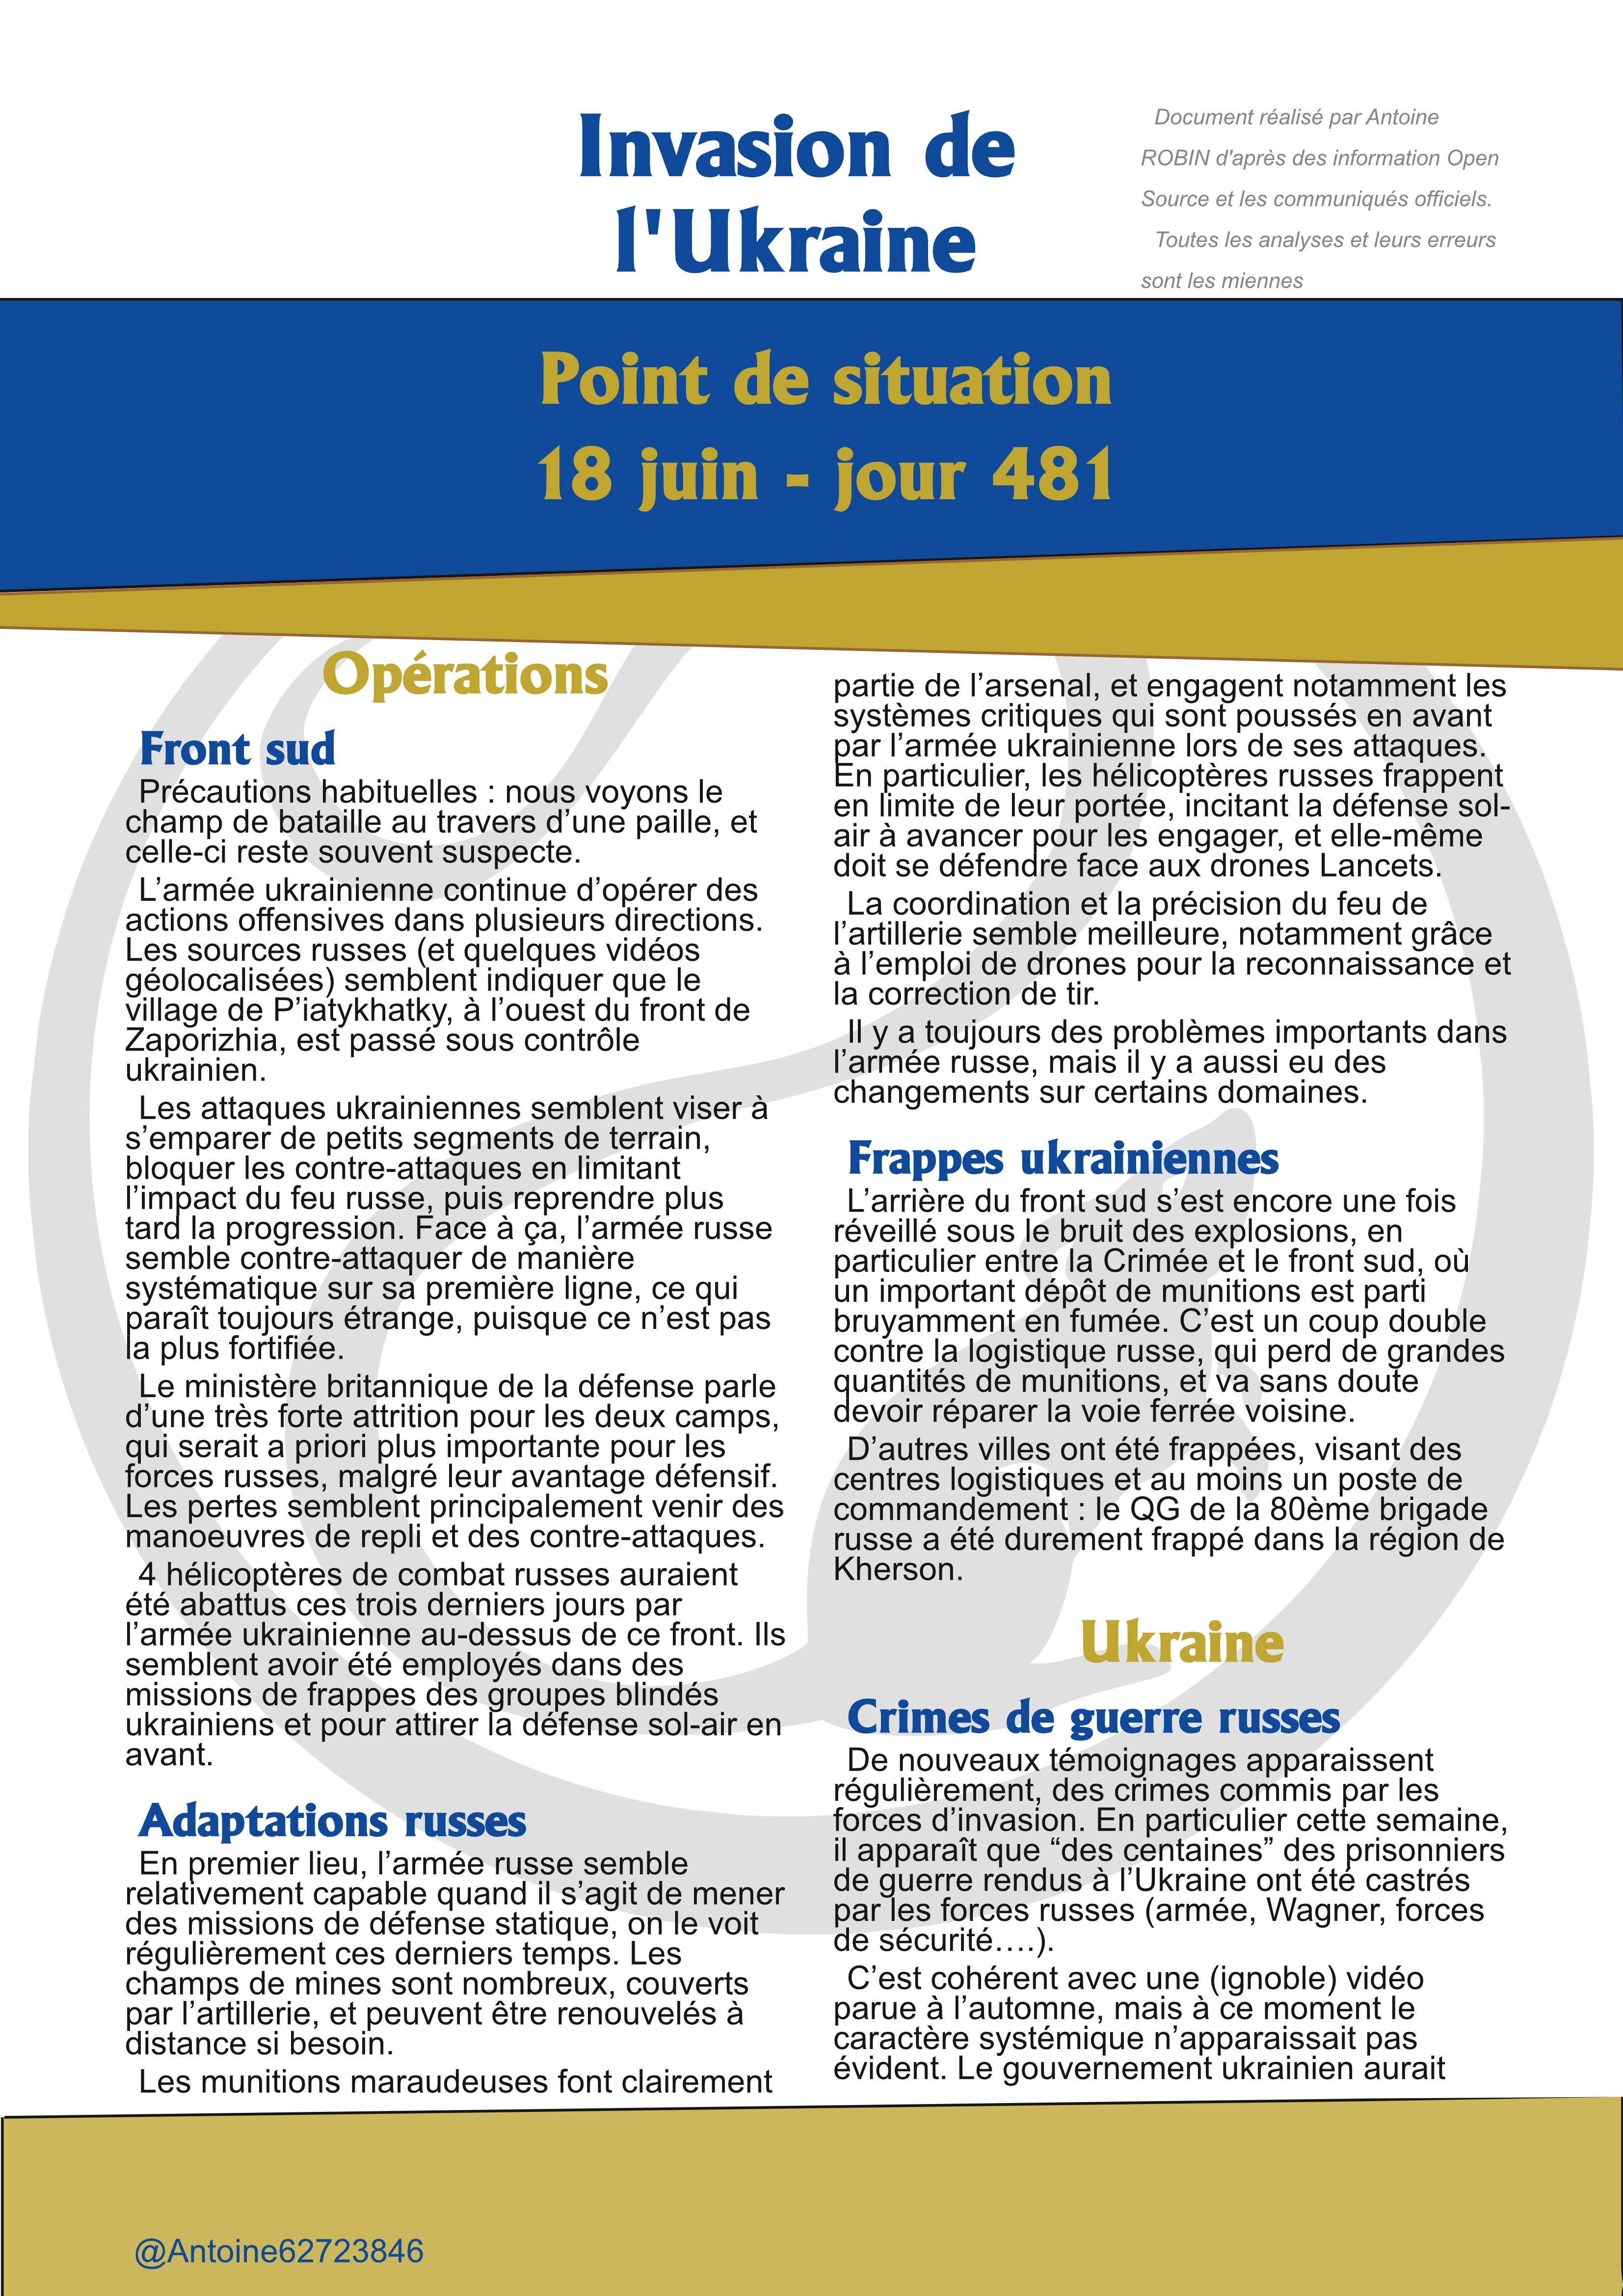 Invasion de
l'Ukraine
Document réalisé par Antoine
ROBIN d'après des information Open
Source et les communiqués officiels.
Toutes les analyses et leurs erreurs
sont les miennes
Point de situation
18 juin - jour 481
Opérations
Front sud
Précautions habituelles : nous voyons le
champ de bataille au travers d’une paille, et
celle-ci reste souvent suspecte.
L’armée ukrainienne continue d’opérer des
actions offensives dans plusieurs directions.
Les sources russes (et quelques vidéos
géolocalisées) semblent indiquer que le
village de P’iatykhatky, à l’ouest du front de
Zaporizhia, est passé sous contrôle
ukrainien.
Les attaques ukrainiennes semblent viser à
s’emparer de petits segments de terrain,
bloquer les contre-attaques en limitant
l’impact du feu russe, puis reprendre plus
tard la progression. Face à ça, l’armée russe
semble contre-attaquer de manière
systématique sur sa première ligne, ce qui
paraît toujours étrange, puisque ce n’est pas
la plus fortifiée.
Le ministère britannique de la défense parle
d’une très forte attrition pour les deux camps,
qui serait a priori plus importante pour les
forces russes, malgré leur avantage défensif.
Les pertes semblent principalement venir des
manoeuvres de repli et des contre-attaques.
4 hélicoptères de combat russes auraient
été abattus ces trois derniers jours par
l’armée ukrainienne au-dessus de ce front. Ils
semblent avoir été employés dans des
missions de frappes des groupes blindés
ukrainiens et pour attirer la défense sol-air en
avant.
Adaptations russes
En premier lieu, l’armée russe semble
relativement capable quand il s’agit de mener
des missions de défense statique, on le voit
régulièrement ces derniers temps. Les
champs de mines sont nombreux, couverts
par l’artillerie, et peuvent être renouvelés à
distance si besoin.
Les munitions maraudeuses font clairement
partie de l’arsenal, et engagent notamment les
systèmes critiques qui sont poussés en avant
par l’armée ukrainienne lors de ses attaques.
En particulier, les hélicoptères russes frappent
en limite de leur portée, incitant la défense sol-
air à avancer pour les engager, et elle-même
doit se défendre face aux drones Lancets.
La coordination et la précision du feu de
l’artillerie semble meilleure, notamment grâce
à l’emploi de drones pour la reconnaissance et
la correction de tir.
Il y a toujours des problèmes importants dans
l’armée russe, mais il y a aussi eu des
changements sur certains domaines.
Frappes ukrainiennes
L’arrière du front sud s’est encore une fois
réveillé sous le bruit des explosions, en
particulier entre la Crimée et le front sud, où
un important dépôt de munitions est parti
bruyamment en fumée. C’est un coup double
contre la logistique russe, qui perd de grandes
quantités de munitions, et va sans doute
devoir réparer la voie ferrée voisine.
D’autres villes ont été frappées, visant des
centres logistiques et au moins un poste de
commandement : le QG de la 80ème brigade
russe a été durement frappé dans la région de
Kherson.
Ukraine
Crimes de guerre russes
De nouveaux témoignages apparaissent
régulièrement, des crimes commis par les
forces d’invasion. En particulier cette semaine,
il apparaît que “des centaines” des prisonniers
de guerre rendus à l’Ukraine ont été castrés
par les forces russes (armée, Wagner, forces
de sécurité….).
C’est cohérent avec une (ignoble) vidéo
parue à l’automne, mais à ce moment le
caractère systémique n’apparaissait pas
évident. Le gouvernement ukrainien aurait
@Antoine62723846